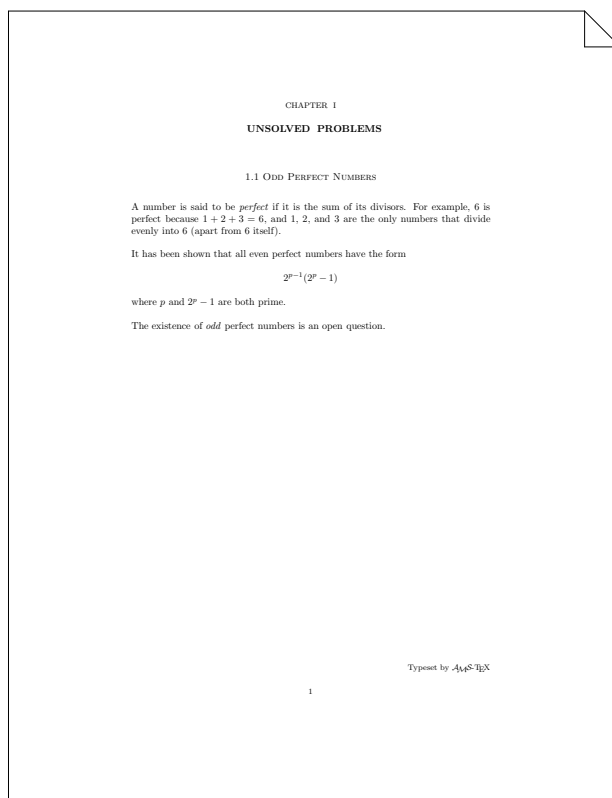 CHAPTER I
UNSOLVED PROBLEMS
1.1 Odd Perfect Numbers
A number is said to be perfect if it is the sum of its divisors. For example, 6 is
perfect because 1 + 2 + 3 = 6, and 1, 2, and 3 are the only numbers that divide
evenly into 6 (apart from 6 itself).
It has been shown that all even perfect numbers have the form
2^{p−1}(2^p − 1)
where p and 2^p − 1 are both prime.
The existence of odd perfect numbers is an open question.
Typeset by AMS-TEX
1